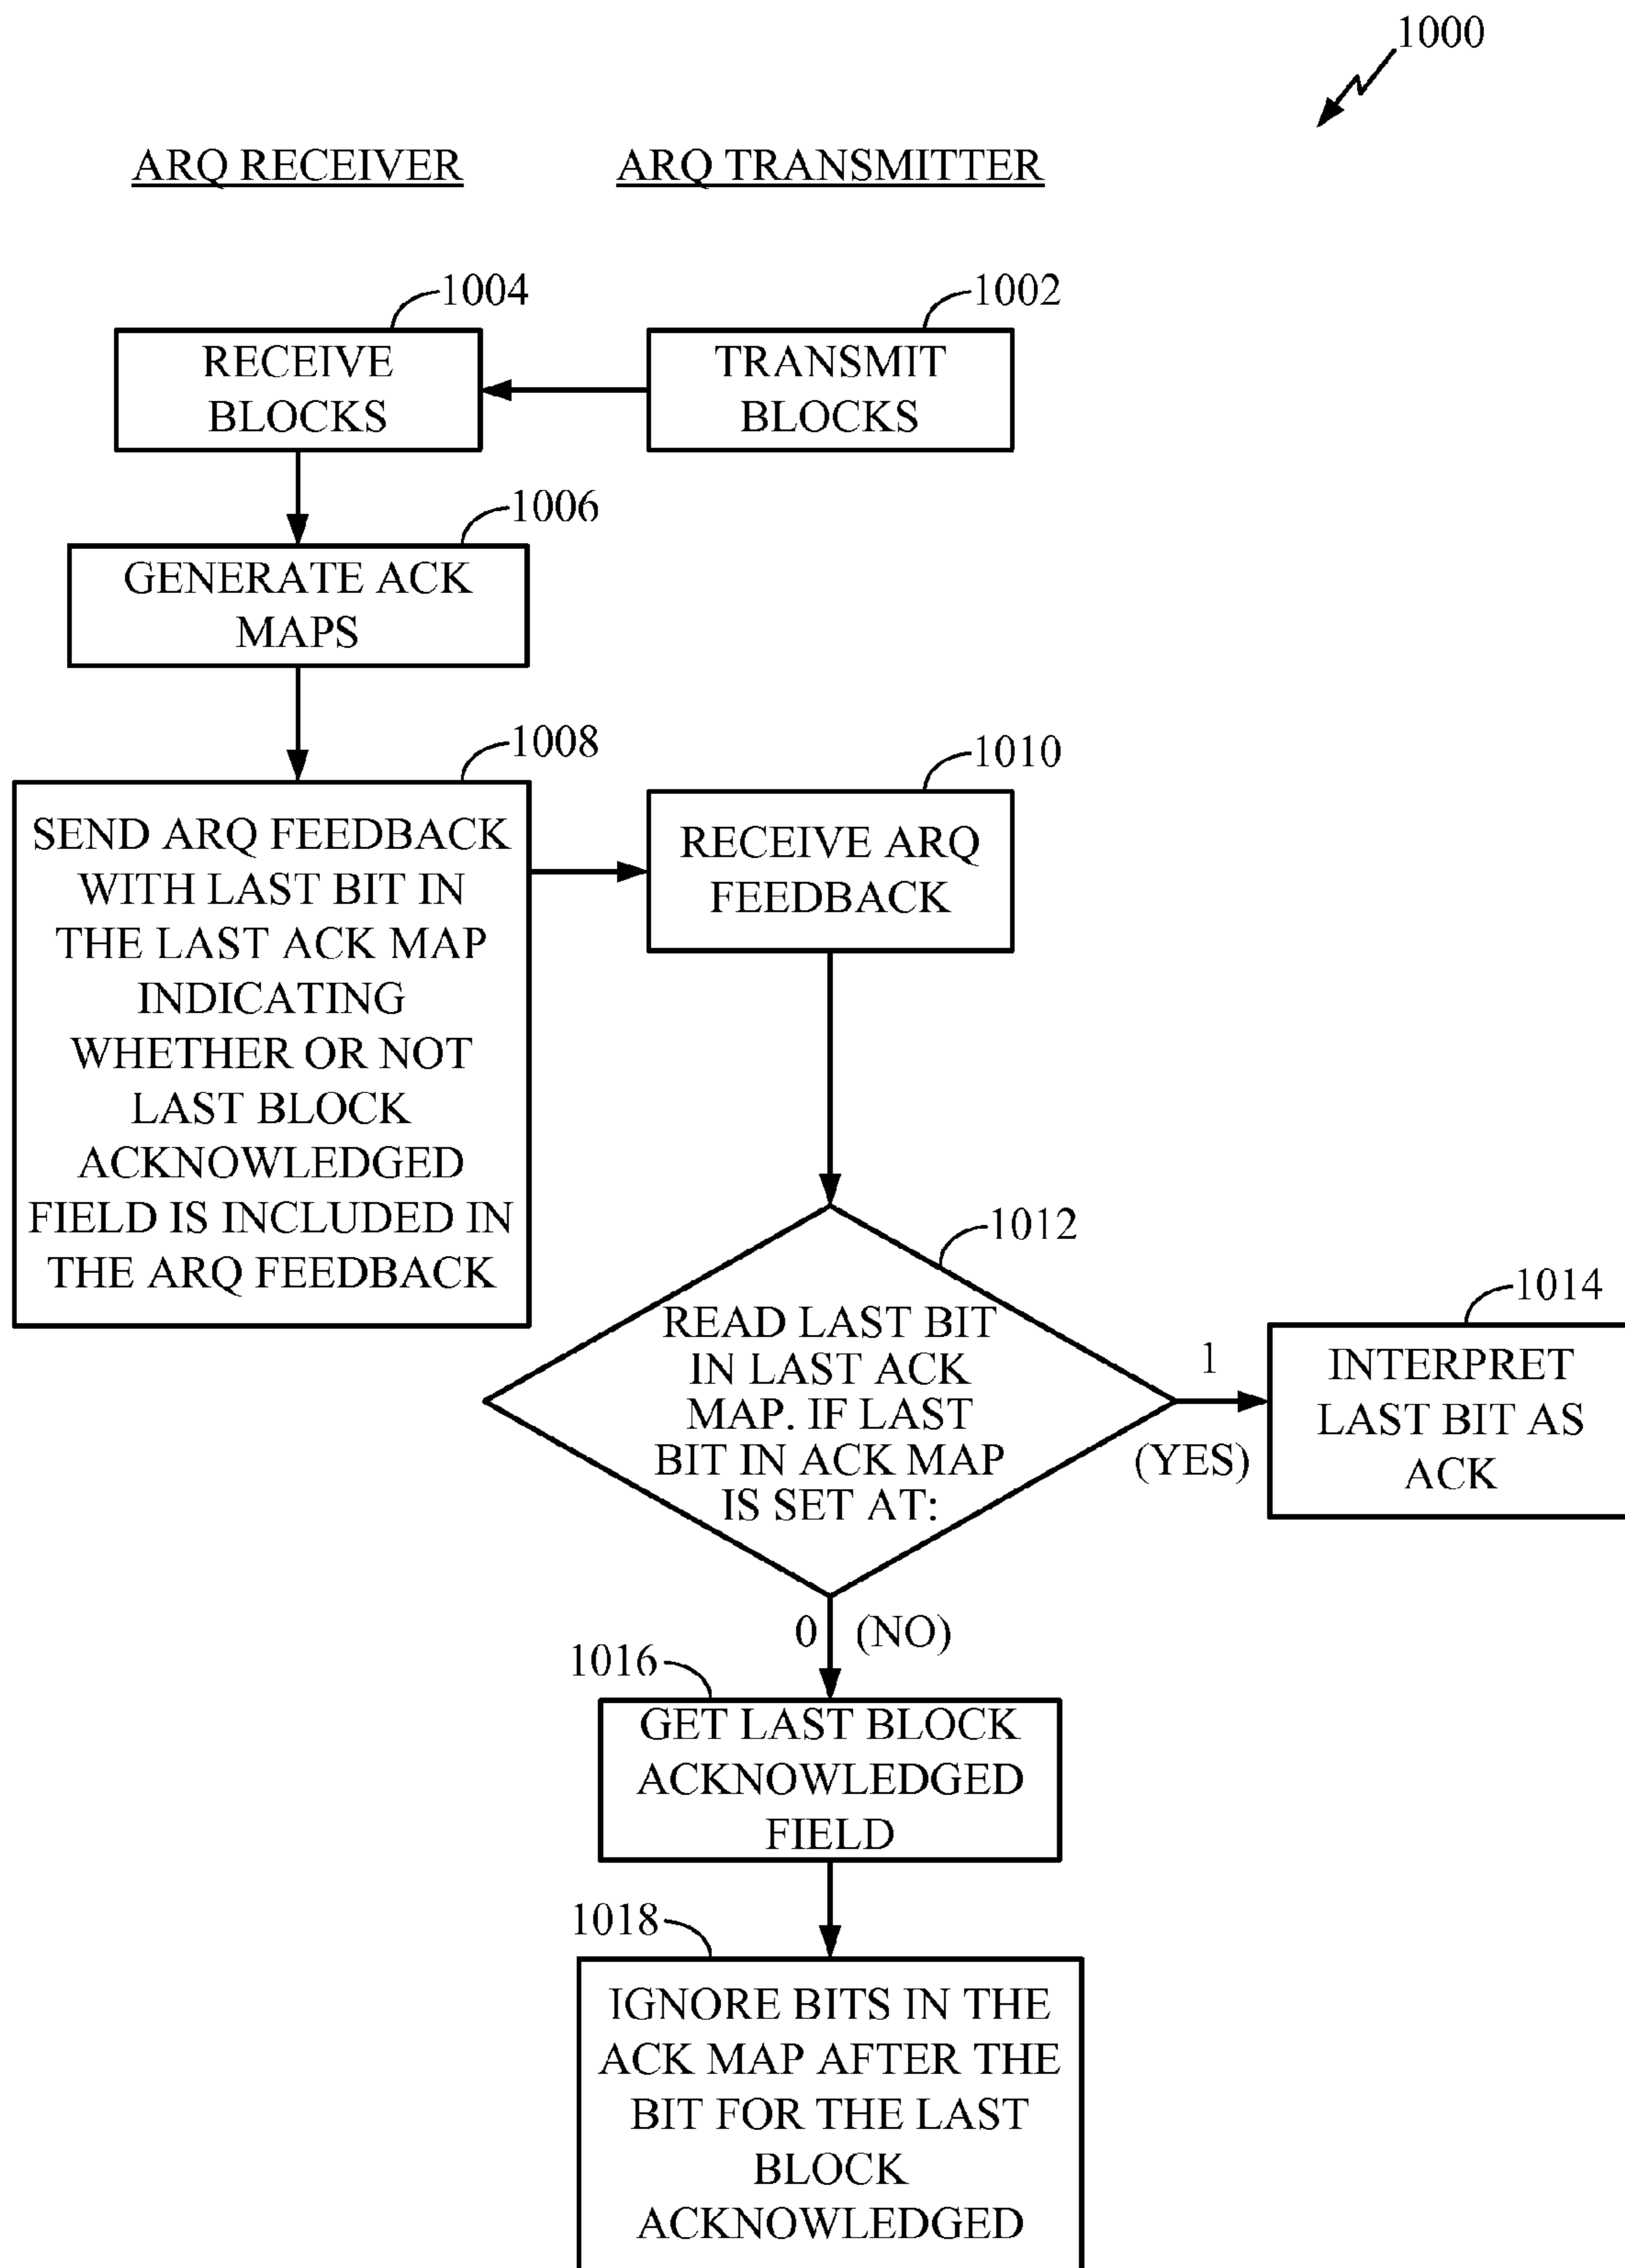 1000
ARQ RECEIVER
ARQ TRANSMITTER
1004
1002
RECEIVE
BLOCKS
TRANSMIT
BLOCKS
1006
GENERATE ACK
MAPS
1008
SEND ARQ FEEDBACK
WITH LAST BIT IN
THE LAST ACK MAP
INDICATING
WHETHER OR NOT
LAST BLOCK
ACKNOWLEDGED
FIELD IS INCLUDED IN
THE ARQ FEEDBACK
1010
RECEIVE ARQ
FEEDBACK
1012
READ LAST BIT
IN LAST ACK
MAP. IF LAST
BIT IN ACK MAP
IS SET AT:
1
(YES)
1014
INTERPRET
LAST BIT AS
ACK
0 (NO)
1016
GET LAST BLOCK
ACKNOWLEDGED
FIELD
1018
IGNORE BITS IN THE
ACK MAP AFTER THE
BIT FOR THE LAST
BLOCK
ACKNOWLEDGED